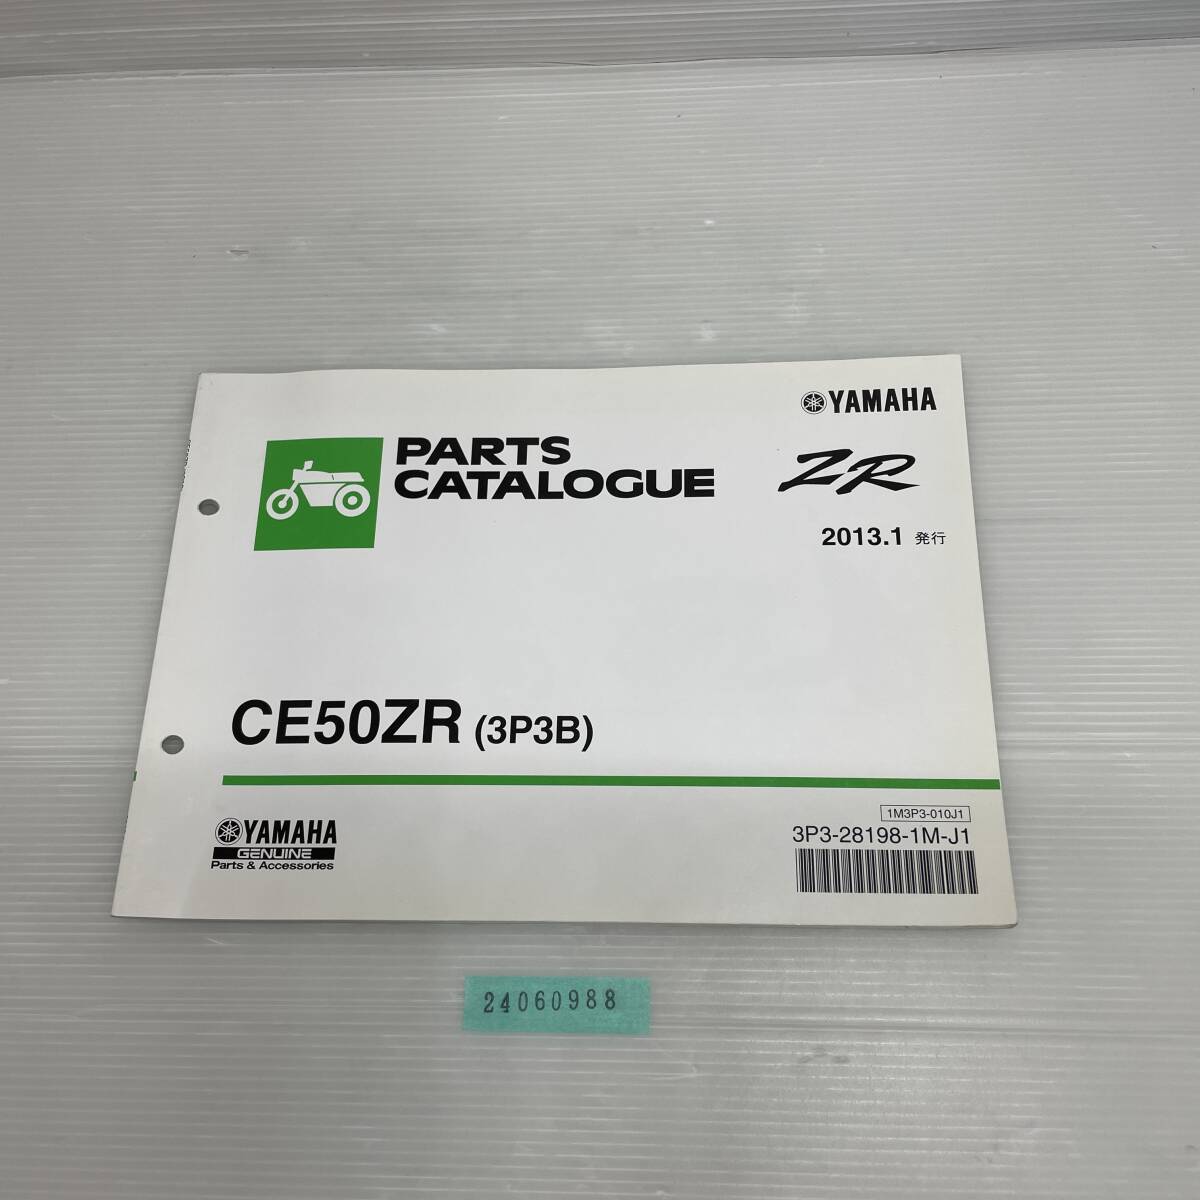 YAMAHA
PARTS
CATALOGUE
ZR
2013.1 発行
CE50ZR (3P3B)
YAMAHA
GENUINE
Parts & Accessories
1M3P3-010J1
3P3-28198-1M-J1
24060988